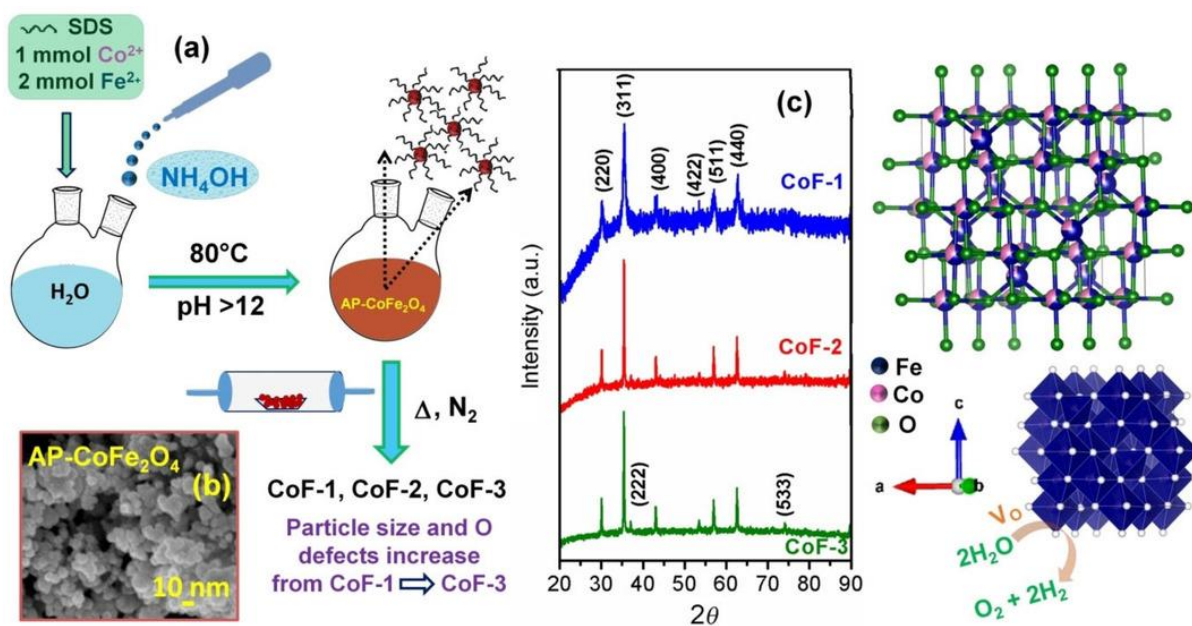 SDS
1 mmol Co²⁺
2 mmol Fe²⁺
(a)
NH₄OH
H₂O
80°C
pH >12
AP-CoFe₂O₄
Δ, N₂
AP-CoFe₂O₄
(b)
10 nm
CoF-1, CoF-2, CoF-3
Particle size and O
defects increase
from CoF-1 ⇨ CoF-3
(c)
Intensity (a.u.)
(220)
(311)
(400)
(422)
(511)
(440)
CoF-1
CoF-2
(222)
(533)
CoF-3
20 30 40 50 60 70 80 90
2θ
Fe
Co
O
c
a
b
Vo
2H₂O
O₂ + 2H₂